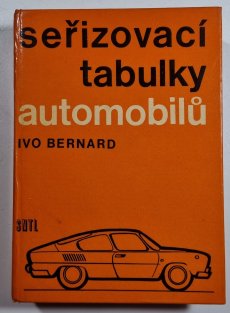 seřizovací
tabulky
automobilů
IVO BERNARD
SNTL